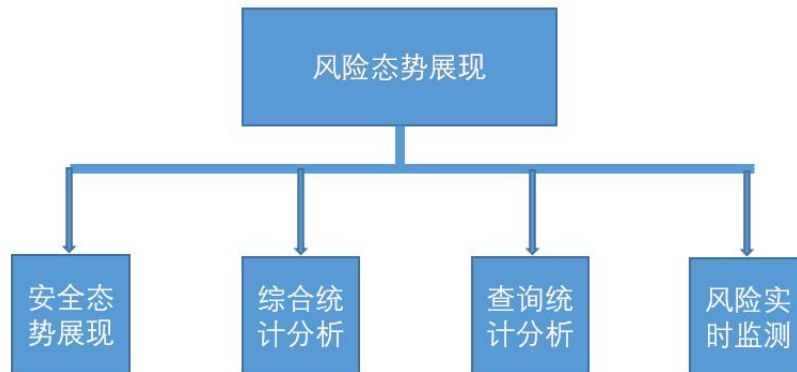 风险态势展现
安全态
势展现
综合统
计分析
查询统
计分析
风险实
时监测